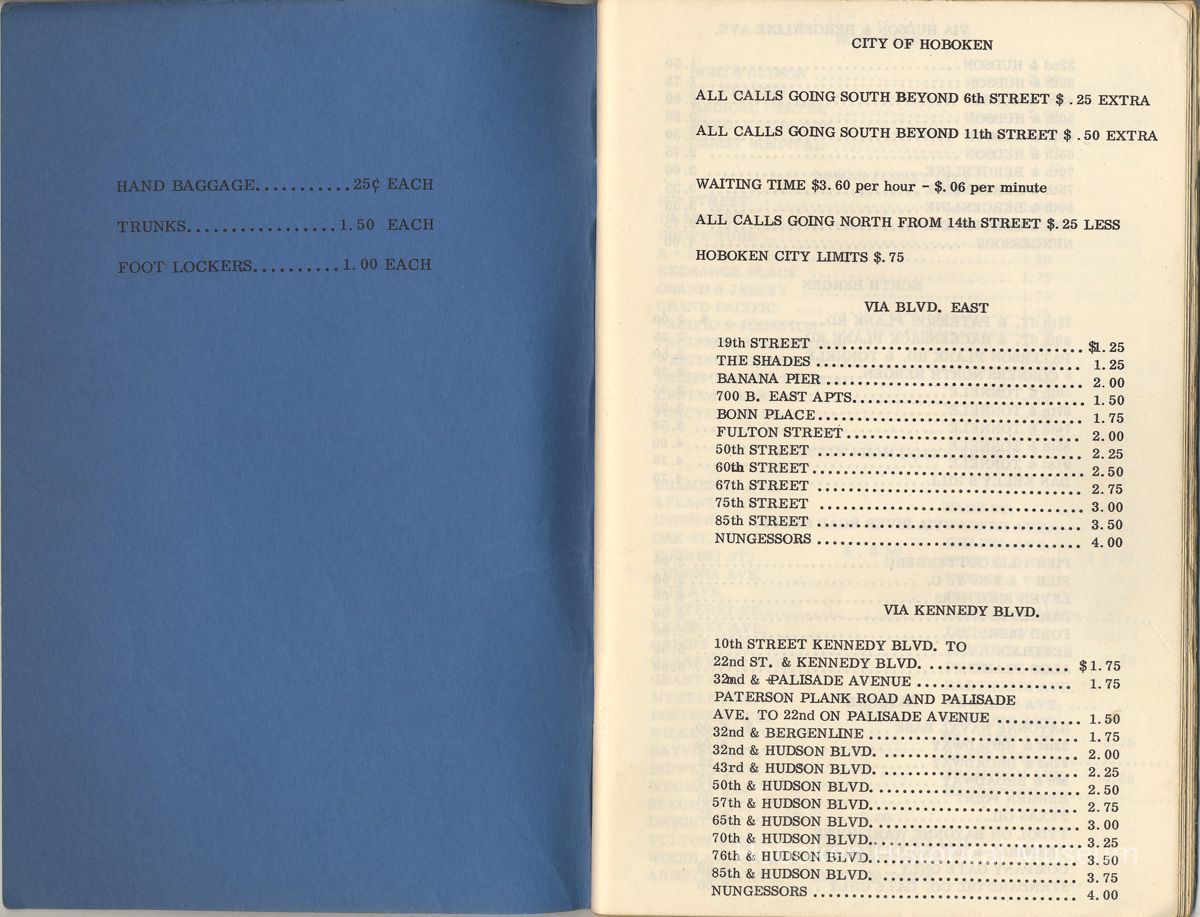 HAND BAGGAGE...........25¢ EACH
TRUNKS.................1.50 EACH
FOOT LOCKERS..........1.00 EACH
CITY OF HOBOKEN
ALL CALLS GOING SOUTH BEYOND 6th STREET $.25 EXTRA
ALL CALLS GOING SOUTH BEYOND 11th STREET $.50 EXTRA
WAITING TIME $3.60 per hour - $.06 per minute
ALL CALLS GOING NORTH FROM 14th STREET $.25 LESS
HOBOKEN CITY LIMITS $.75
VIA BLVD. EAST
19th STREET .............................. $1.25
THE SHADES .............................. 1.25
BANANA PIER ............................. 2.00
700 B. EAST APTS.......................... 1.50
BONN PLACE.............................. 1.75
FULTON STREET........................... 2.00
50th STREET .............................. 2.25
60th STREET.............................. 2.50
67th STREET .............................. 2.75
75th STREET .............................. 3.00
85th STREET .............................. 3.50
NUNGESSORS .............................. 4.00
VIA KENNEDY BLVD.
10th STREET KENNEDY BLVD. TO
22nd ST. & KENNEDY BLVD. ................ $1.75
32nd & PALISADE AVENUE .................. 1.75
PATERSON PLANK ROAD AND PALISADE
AVE. TO 22nd ON PALISADE AVENUE .......... 1.50
32nd & BERGENLINE ........................ 1.75
32nd & HUDSON BLVD. ...................... 2.00
43rd & HUDSON BLVD. ...................... 2.25
50th & HUDSON BLVD........................ 2.50
57th & HUDSON BLVD........................ 2.75
65th & HUDSON BLVD........................ 3.00
70th & HUDSON BLVD........................ 3.25
76th & HUDSON BLVD........................ 3.50
85th & HUDSON BLVD. ...................... 3.75
NUNGESSORS .............................. 4.00